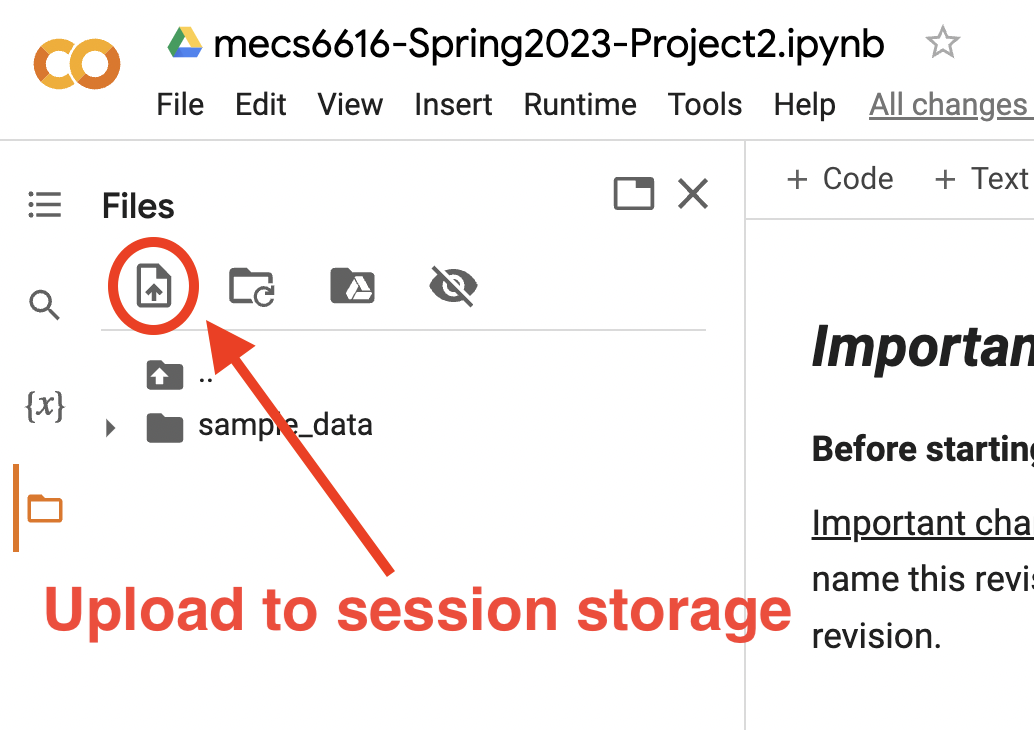 mecs6616-Spring2023-Project2.ipynb
File Edit View Insert Runtime Tools Help All changes
Files
+ Code + Text
..
sample_data
{x}
Upload to session storage
Importan
Before starting
Important cha
name this revis
revision.